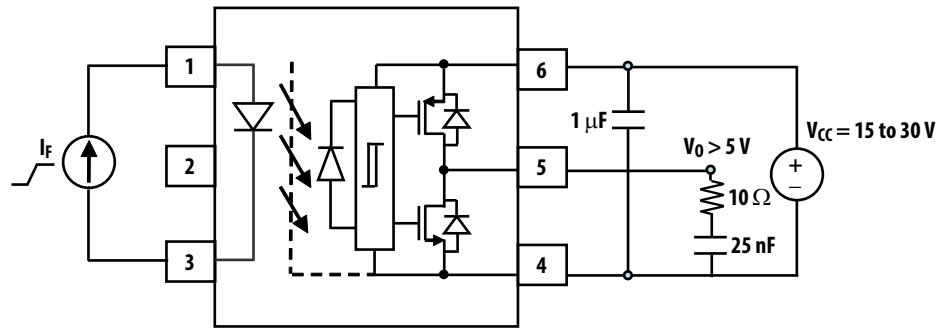 1
6
I_F
2
1 μF
V_O > 5 V
V_CC = 15 to 30 V
+
–
5
10 Ω
25 nF
3
4